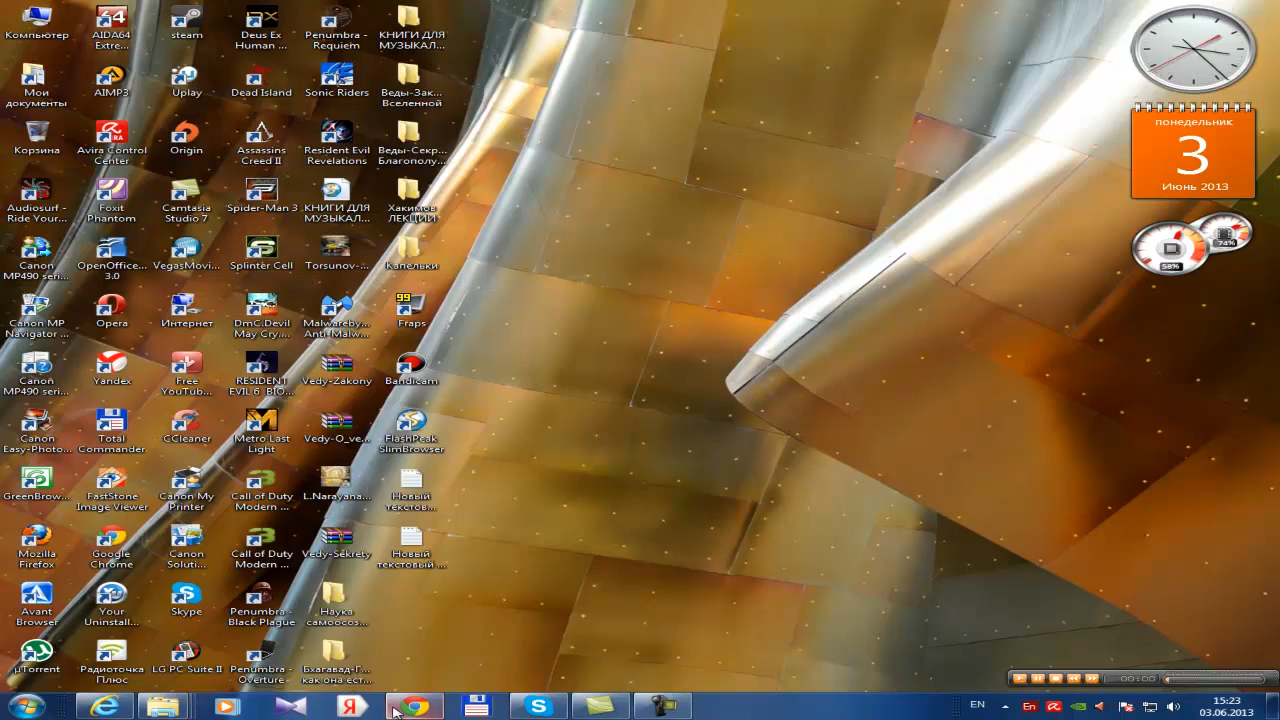 Компьютер
AIDA64
Extre...
steam
Deus Ex
Human ...
Penumbra -
Requiem
КНИГИ ДЛЯ
МУЗЫКАЛ...
Мои
документы
AIMP3
Uplay
Dead Island
Sonic Riders
Веды-Зак...
Вселенной
Корзина
Avira Control
Center
Origin
Assassins
Creed II
Resident Evil
Revelations
Веды-Секр...
Благополу...
Audiosurf -
Ride Your...
Foxit
Phantom
Camtasia
Studio 7
Spider-Man 3
КНИГИ ДЛЯ
МУЗЫКАЛ...
Хакимов
ЛЕКЦИИ
Canon
MP490 seri...
OpenOffice...
3.0
VegasMovi...
Splinter Cell
Torsunov-...
Капельки
Canon MP
Navigator ...
Opera
Интернет
DmC.Devil
May Cry....
Malwareby...
Anti-Malw...
99
Fraps
Canon
MP490 seri...
Yandex
Free
YouTub...
RESIDENT
EVIL 6_BIO...
Vedy-Zakony
Bandicam
Canon
Easy-Photo...
Total
Commander
CCleaner
Metro Last
Light
Vedy-O_ve...
FlashPeak
SlimBrowser
GreenBrow...
FastStone
Image Viewer
Canon My
Printer
Call of Duty
Modern ...
L.Narayana...
Новый
текстов...
Mozilla
Firefox
Google
Chrome
Canon
Soluti...
Call of Duty
Modern ...
Vedy-Sekrety
Новый
текстовый ...
Avant
Browser
Your
Uninstall...
Skype
Penumbra -
Black Plague
Наука
самоосоз...
µTorrent
Радиоточка
Плюс
LG PC Suite II
Penumbra -
Overture -
Бхагавад-Г...
как она ест...
понедельник
3
Июнь 2013
58%
74%
00:00
EN
En
15:23
03.06.2013